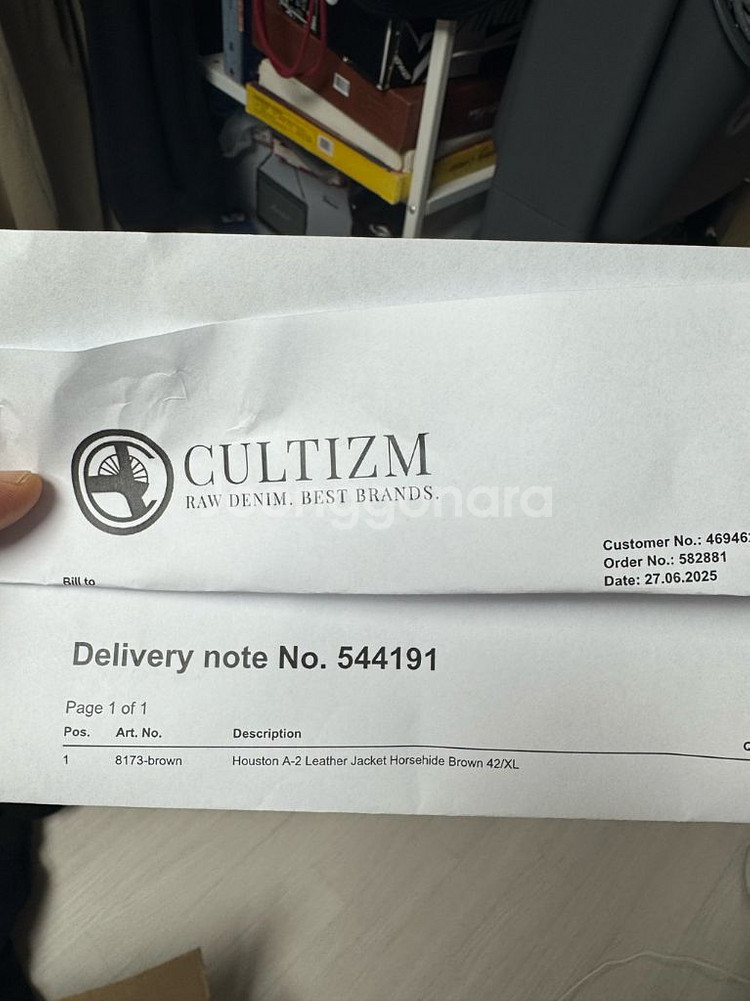 CULTIZM
RAW DENIM. BEST BRANDS.
Customer No.: 46946
Order No.: 582881
Date: 27.06.2025
Bill to
Delivery note No. 544191
Page 1 of 1
Pos. Art. No. Description
1 8173-brown Houston A-2 Leather Jacket Horsehide Brown 42/XL